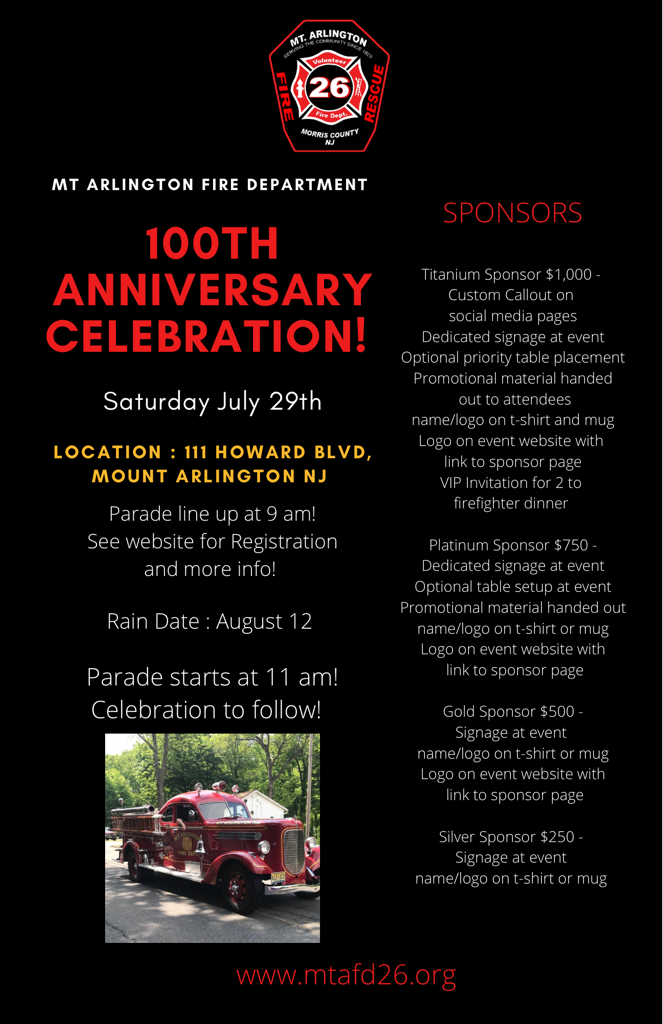 MT. ARLINGTON
SERVING THE COMMUNITY SINCE 1923
Volunteer
FIRE
26
RESCUE
Fire Dept.
MORRIS COUNTY
NJ
MT ARLINGTON FIRE DEPARTMENT
100TH
ANNIVERSARY
CELEBRATION!
Saturday July 29th
LOCATION : 111 HOWARD BLVD,
MOUNT ARLINGTON NJ
Parade line up at 9 am!
See website for Registration
and more info!
Rain Date : August 12
Parade starts at 11 am!
Celebration to follow!
SPONSORS
Titanium Sponsor $1,000 -
Custom Callout on
social media pages
Dedicated signage at event
Optional priority table placement
Promotional material handed
out to attendees
name/logo on t-shirt and mug
Logo on event website with
link to sponsor page
VIP Invitation for 2 to
firefighter dinner
Platinum Sponsor $750 -
Dedicated signage at event
Optional table setup at event
Promotional material handed out
name/logo on t-shirt or mug
Logo on event website with
link to sponsor page
Gold Sponsor $500 -
Signage at event
name/logo on t-shirt or mug
Logo on event website with
link to sponsor page
Silver Sponsor $250 -
Signage at event
name/logo on t-shirt or mug
www.mtafd26.org